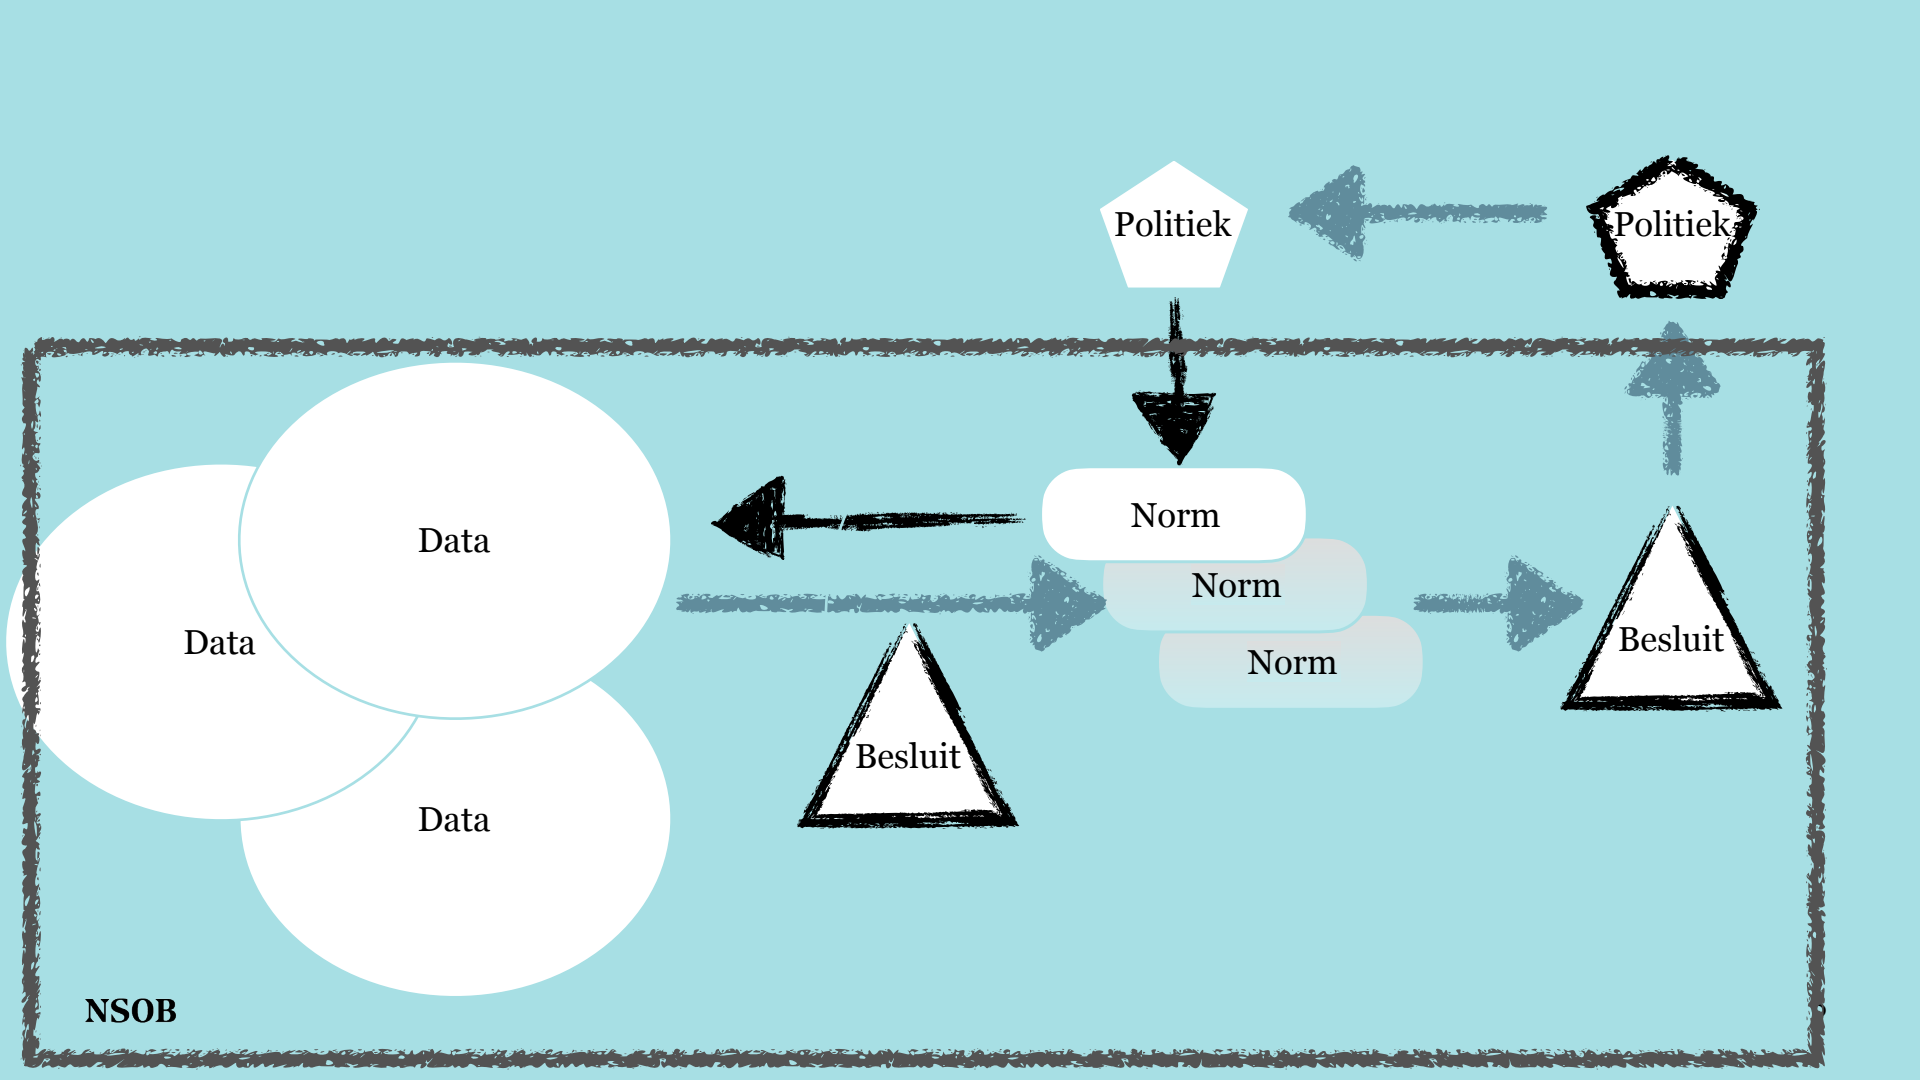 Politiek
Politiek
Norm
Data
Norm
Data
Besluit
Norm
Besluit
Data
NSOB